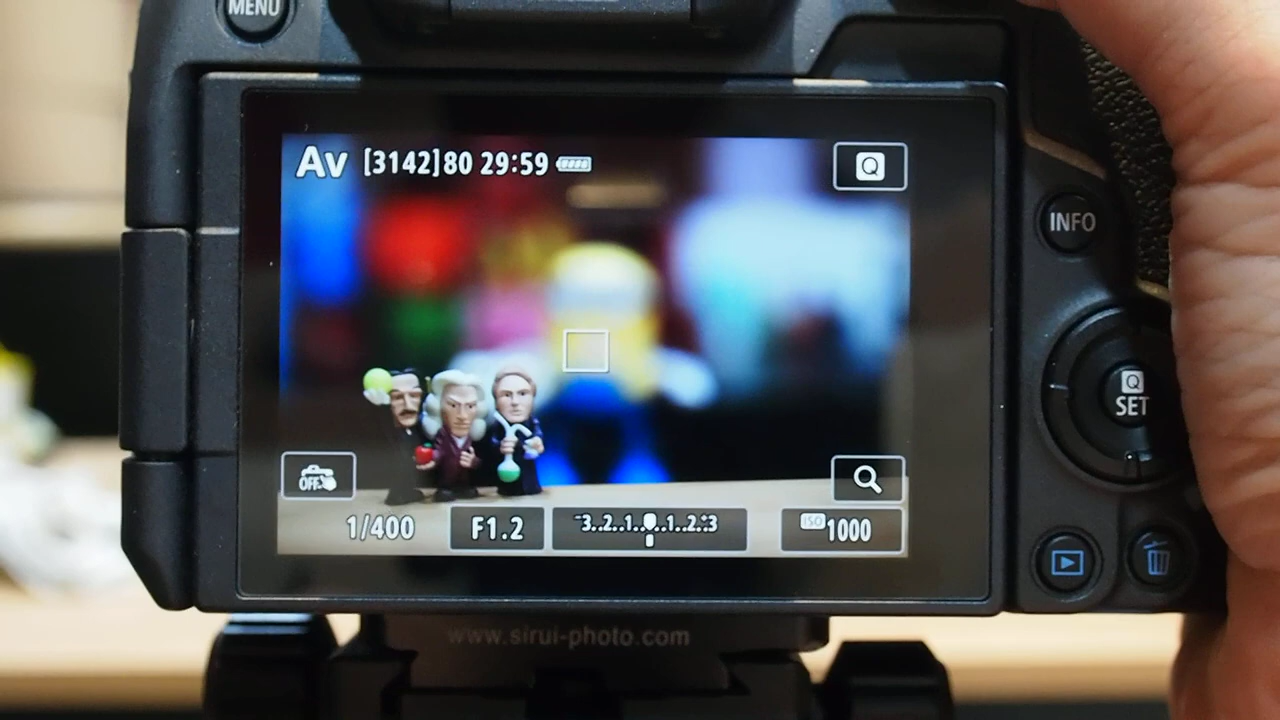 MENU
Av [3142]80 29:59
Q
INFO
Q
SET
OFF
1/400 F1.2 -3..2..1..0..1..2..:3 ISO 1000
www.sirui-photo.com